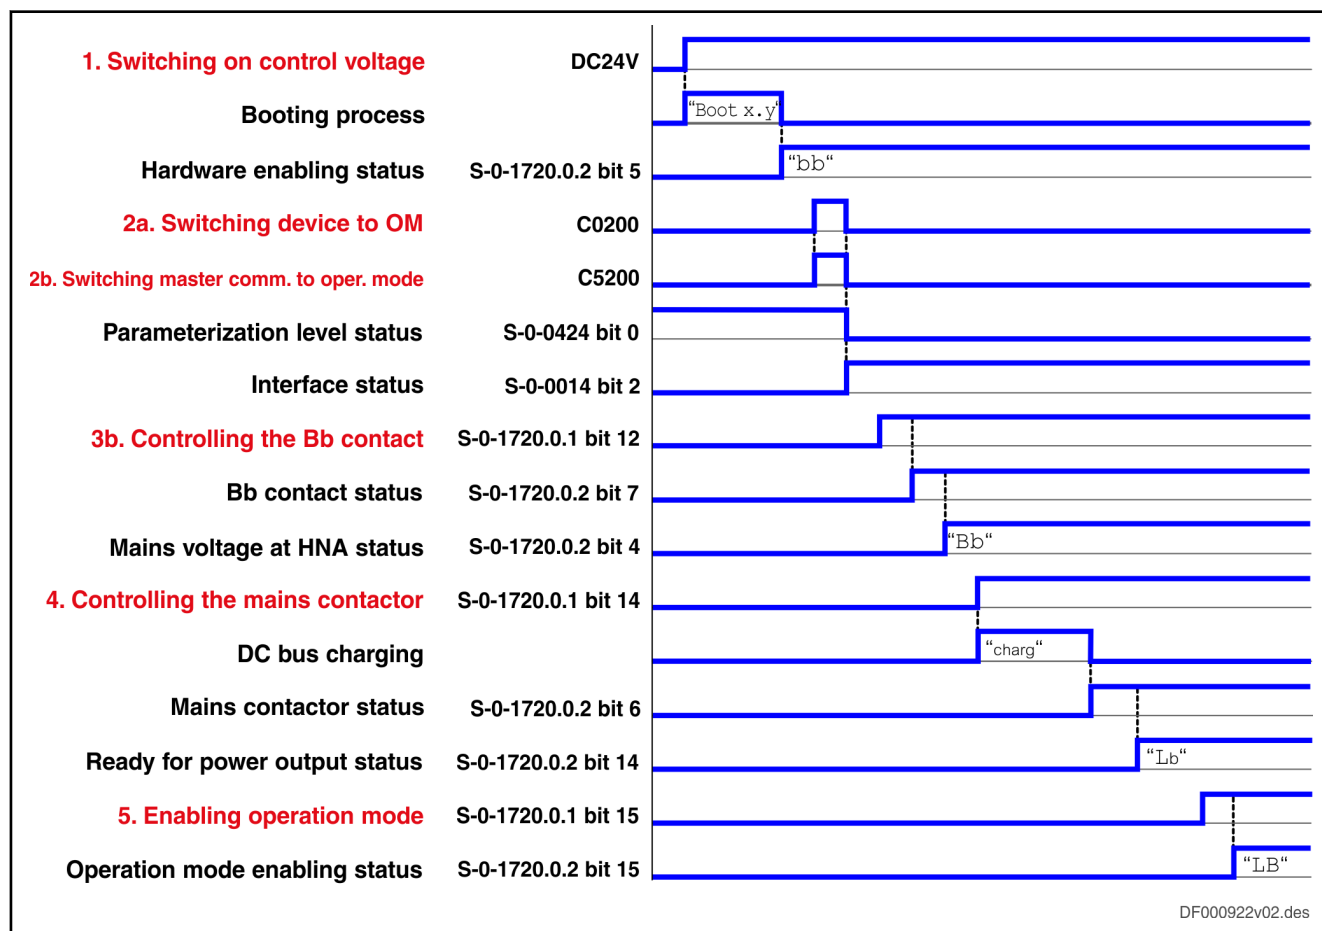 1. Switching on control voltage DC24V
Booting process “Boot x.y“
Hardware enabling status S-0-1720.0.2 bit 5 “bb“
2a. Switching device to OM C0200
2b. Switching master comm. to oper. mode C5200
Parameterization level status S-0-0424 bit 0
Interface status S-0-0014 bit 2
3b. Controlling the Bb contact S-0-1720.0.1 bit 12
Bb contact status S-0-1720.0.2 bit 7
Mains voltage at HNA status S-0-1720.0.2 bit 4 “Bb“
4. Controlling the mains contactor S-0-1720.0.1 bit 14
DC bus charging “charg“
Mains contactor status S-0-1720.0.2 bit 6
Ready for power output status S-0-1720.0.2 bit 14 “Lb“
5. Enabling operation mode S-0-1720.0.1 bit 15
Operation mode enabling status S-0-1720.0.2 bit 15 “LB“
DF000922v02.des